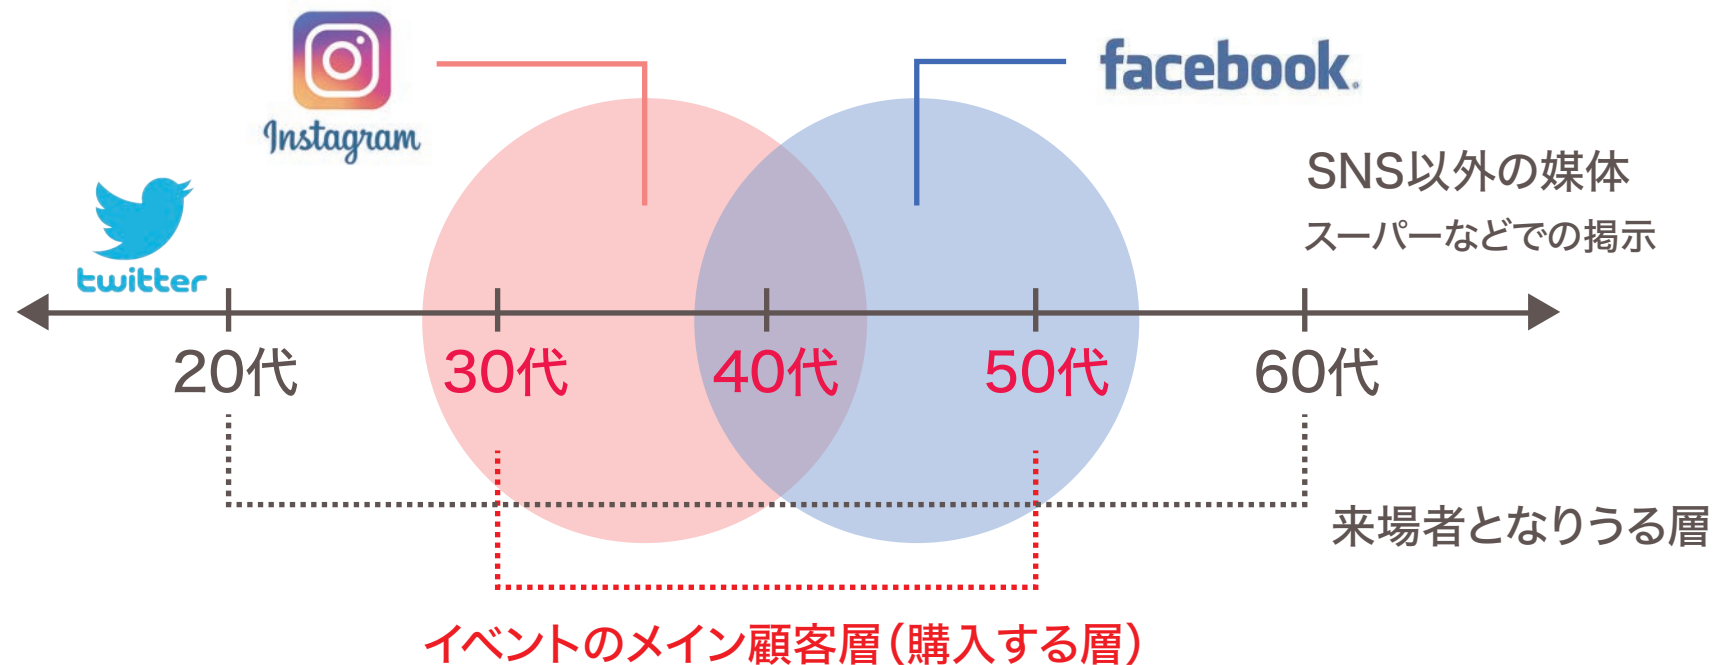 Instagram
facebook
twitter
SNS以外の媒体
スーパーなどでの掲示
20代
30代
40代
50代
60代
来場者となりうる層
イベントのメイン顧客層（購入する層）